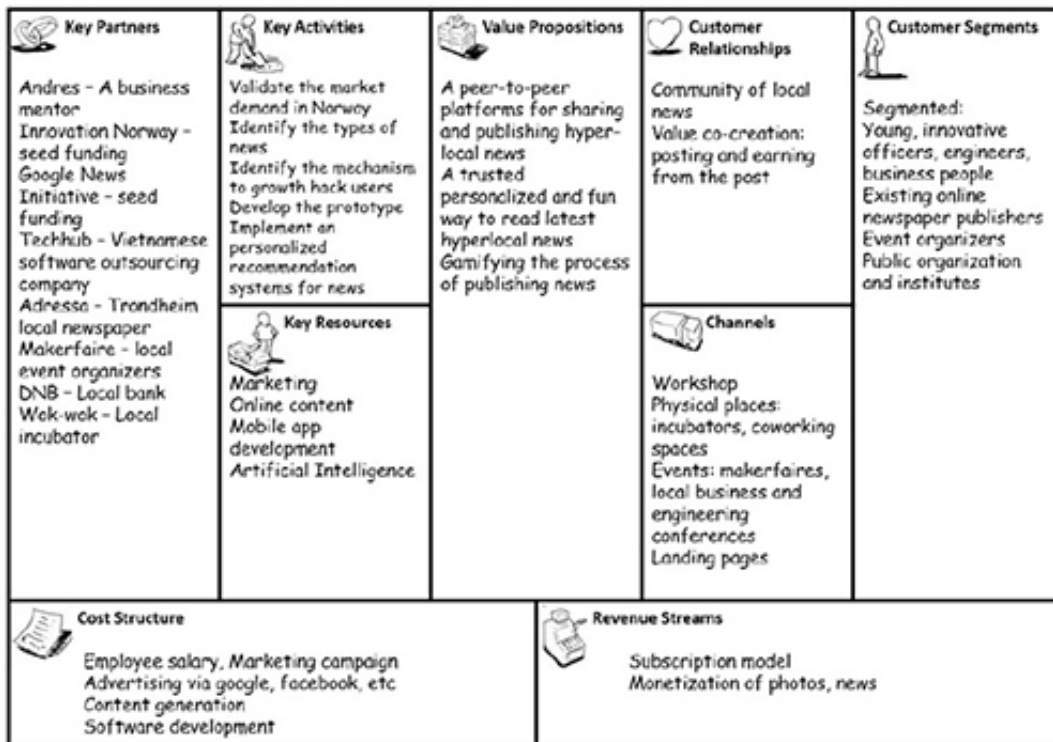 Key Partners
Andres – A business
mentor
Innovation Norway –
seed funding
Google News
Initiative – seed
funding
Techhub – Vietnamese
software outsourcing
company
Adressa – Trondheim
local newspaper
Makerfaire – local
event organizers
DNB – Local bank
Wok-wok – Local
incubator
Key Activities
Validate the market
demand in Norway
Identify the types of
news
Identify the mechanism
to growth hack users
Develop the prototype
Implement an
personalized
recommendation
systems for news
Key Resources
Marketing
Online content
Mobile app
development
Artificial Intelligence
Value Propositions
A peer-to-peer
platforms for sharing
and publishing hyper-
local news
A trusted
personalized and fun
way to read latest
hyperlocal news
Gamifying the process
of publishing news
Customer
Relationships
Community of local
news
Value co-creation:
posting and earning
from the post
Channels
Workshop
Physical places:
incubators, coworking
spaces
Events: makerfaires,
local business and
engineering
conferences
Landing pages
Customer Segments
Segmented:
Young, innovative
officers, engineers,
business people
Existing online
newspaper publishers
Event organizers
Public organization
and institutes
Cost Structure
Employee salary, Marketing campaign
Advertising via google, facebook, etc
Content generation
Software development
Revenue Streams
Subscription model
Monetization of photos, news